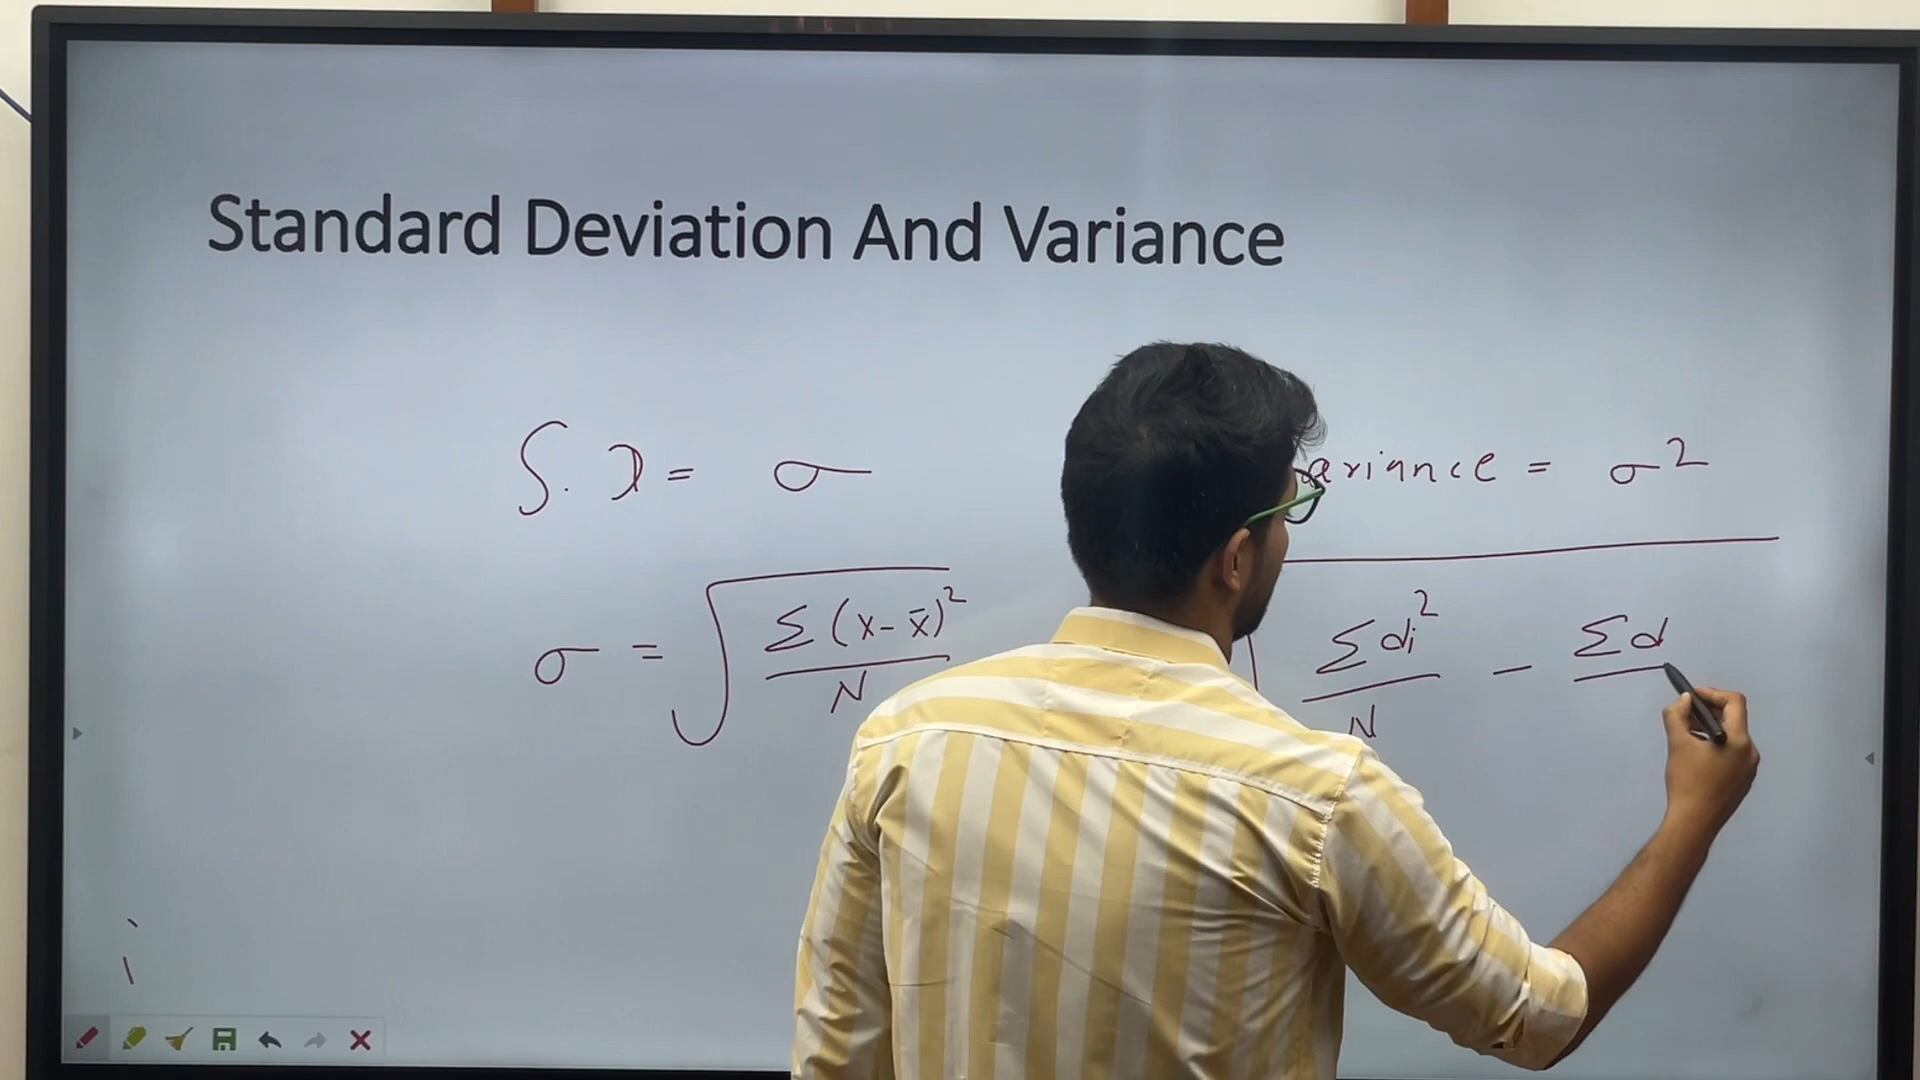 Standard Deviation And Variance
S.D = σ
ariance = σ²
σ = √ Σ(x-x̄)² / N
√ Σdi² / N - Σd